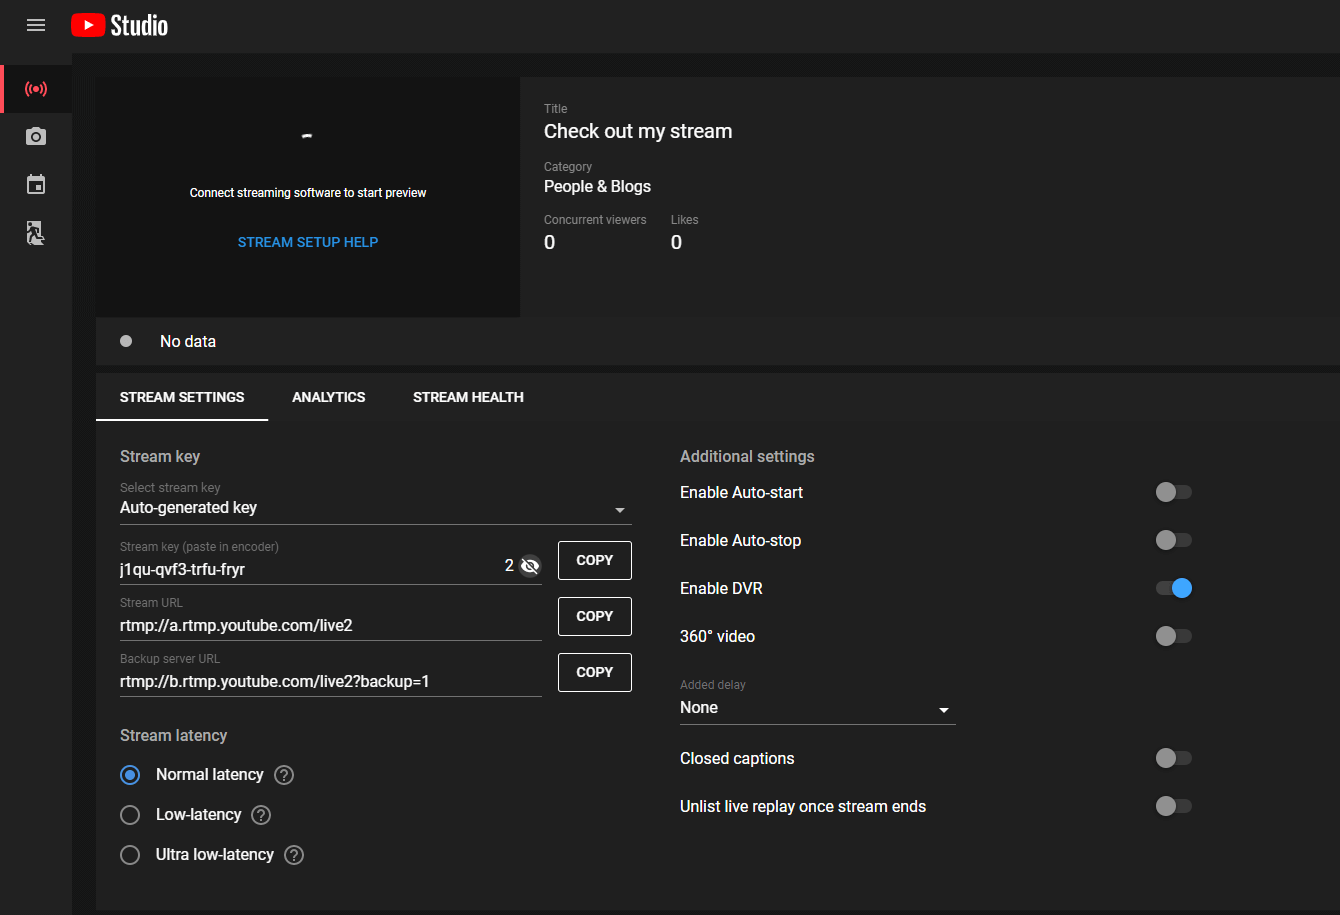 Studio
Connect streaming software to start preview
STREAM SETUP HELP
Title
Check out my stream
Category
People & Blogs
Concurrent viewers Likes
0 0
No data
STREAM SETTINGS ANALYTICS STREAM HEALTH
Stream key
Select stream key
Auto-generated key
Stream key (paste in encoder)
j1qu-qvf3-trfu-fryr 2 COPY
Stream URL
rtmp://a.rtmp.youtube.com/live2 COPY
Backup server URL
rtmp://b.rtmp.youtube.com/live2?backup=1 COPY
Stream latency
Normal latency ?
Low-latency ?
Ultra low-latency ?
Additional settings
Enable Auto-start
Enable Auto-stop
Enable DVR
360° video
Added delay
None
Closed captions
Unlist live replay once stream ends